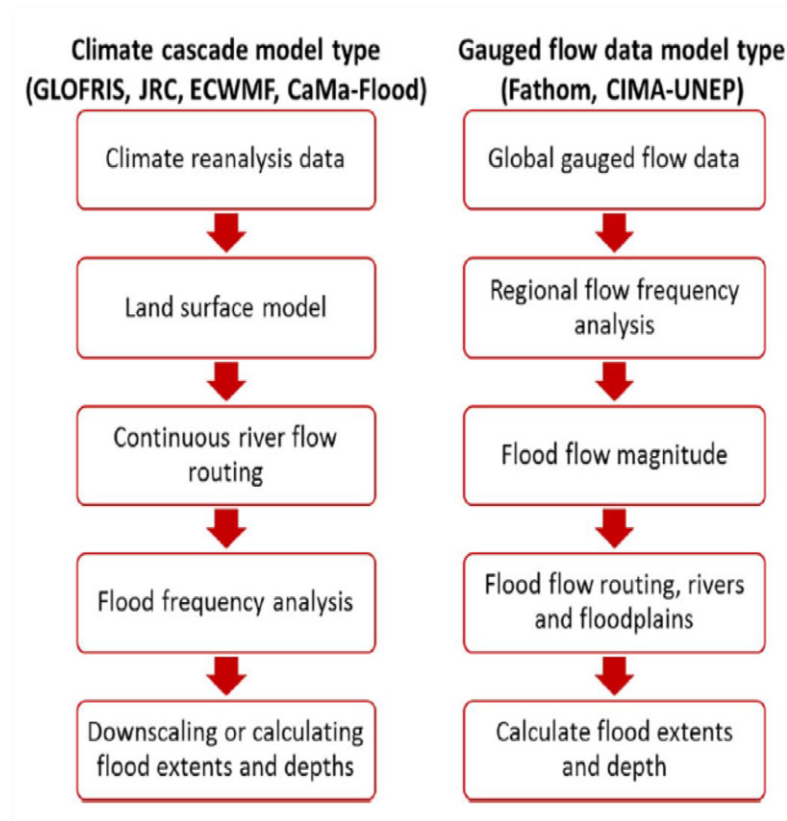 Climate cascade model type
(GLOFRIS, JRC, ECWMF, CaMa-Flood)
Climate reanalysis data
Land surface model
Continuous river flow
routing
Flood frequency analysis
Downscaling or calculating
flood extents and depths
Gauged flow data model type
(Fathom, CIMA-UNEP)
Global gauged flow data
Regional flow frequency
analysis
Flood flow magnitude
Flood flow routing, rivers
and floodplains
Calculate flood extents
and depth